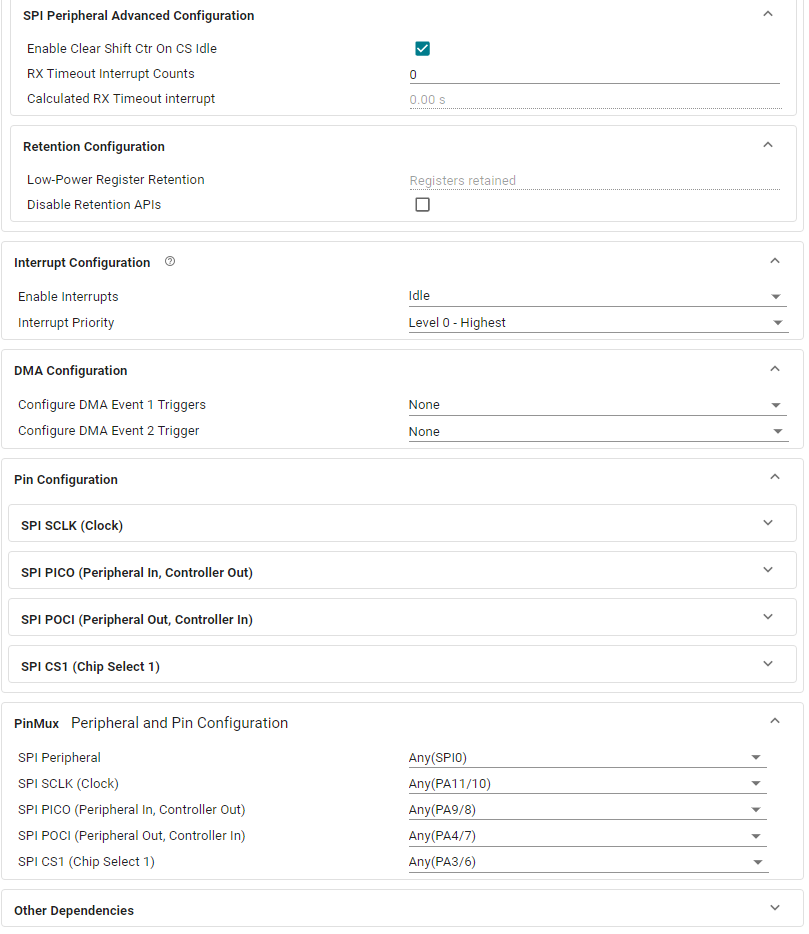 SPI Peripheral Advanced Configuration
Enable Clear Shift Ctr On CS Idle
RX Timeout Interrupt Counts 0
Calculated RX Timeout interrupt 0.00 s
Retention Configuration
Low-Power Register Retention Registers retained
Disable Retention APIs
Interrupt Configuration ?
Enable Interrupts Idle
Interrupt Priority Level 0 - Highest
DMA Configuration
Configure DMA Event 1 Triggers None
Configure DMA Event 2 Trigger None
Pin Configuration
SPI SCLK (Clock)
SPI PICO (Peripheral In, Controller Out)
SPI POCI (Peripheral Out, Controller In)
SPI CS1 (Chip Select 1)
PinMux Peripheral and Pin Configuration
SPI Peripheral Any(SPI0)
SPI SCLK (Clock) Any(PA11/10)
SPI PICO (Peripheral In, Controller Out) Any(PA9/8)
SPI POCI (Peripheral Out, Controller In) Any(PA4/7)
SPI CS1 (Chip Select 1) Any(PA3/6)
Other Dependencies